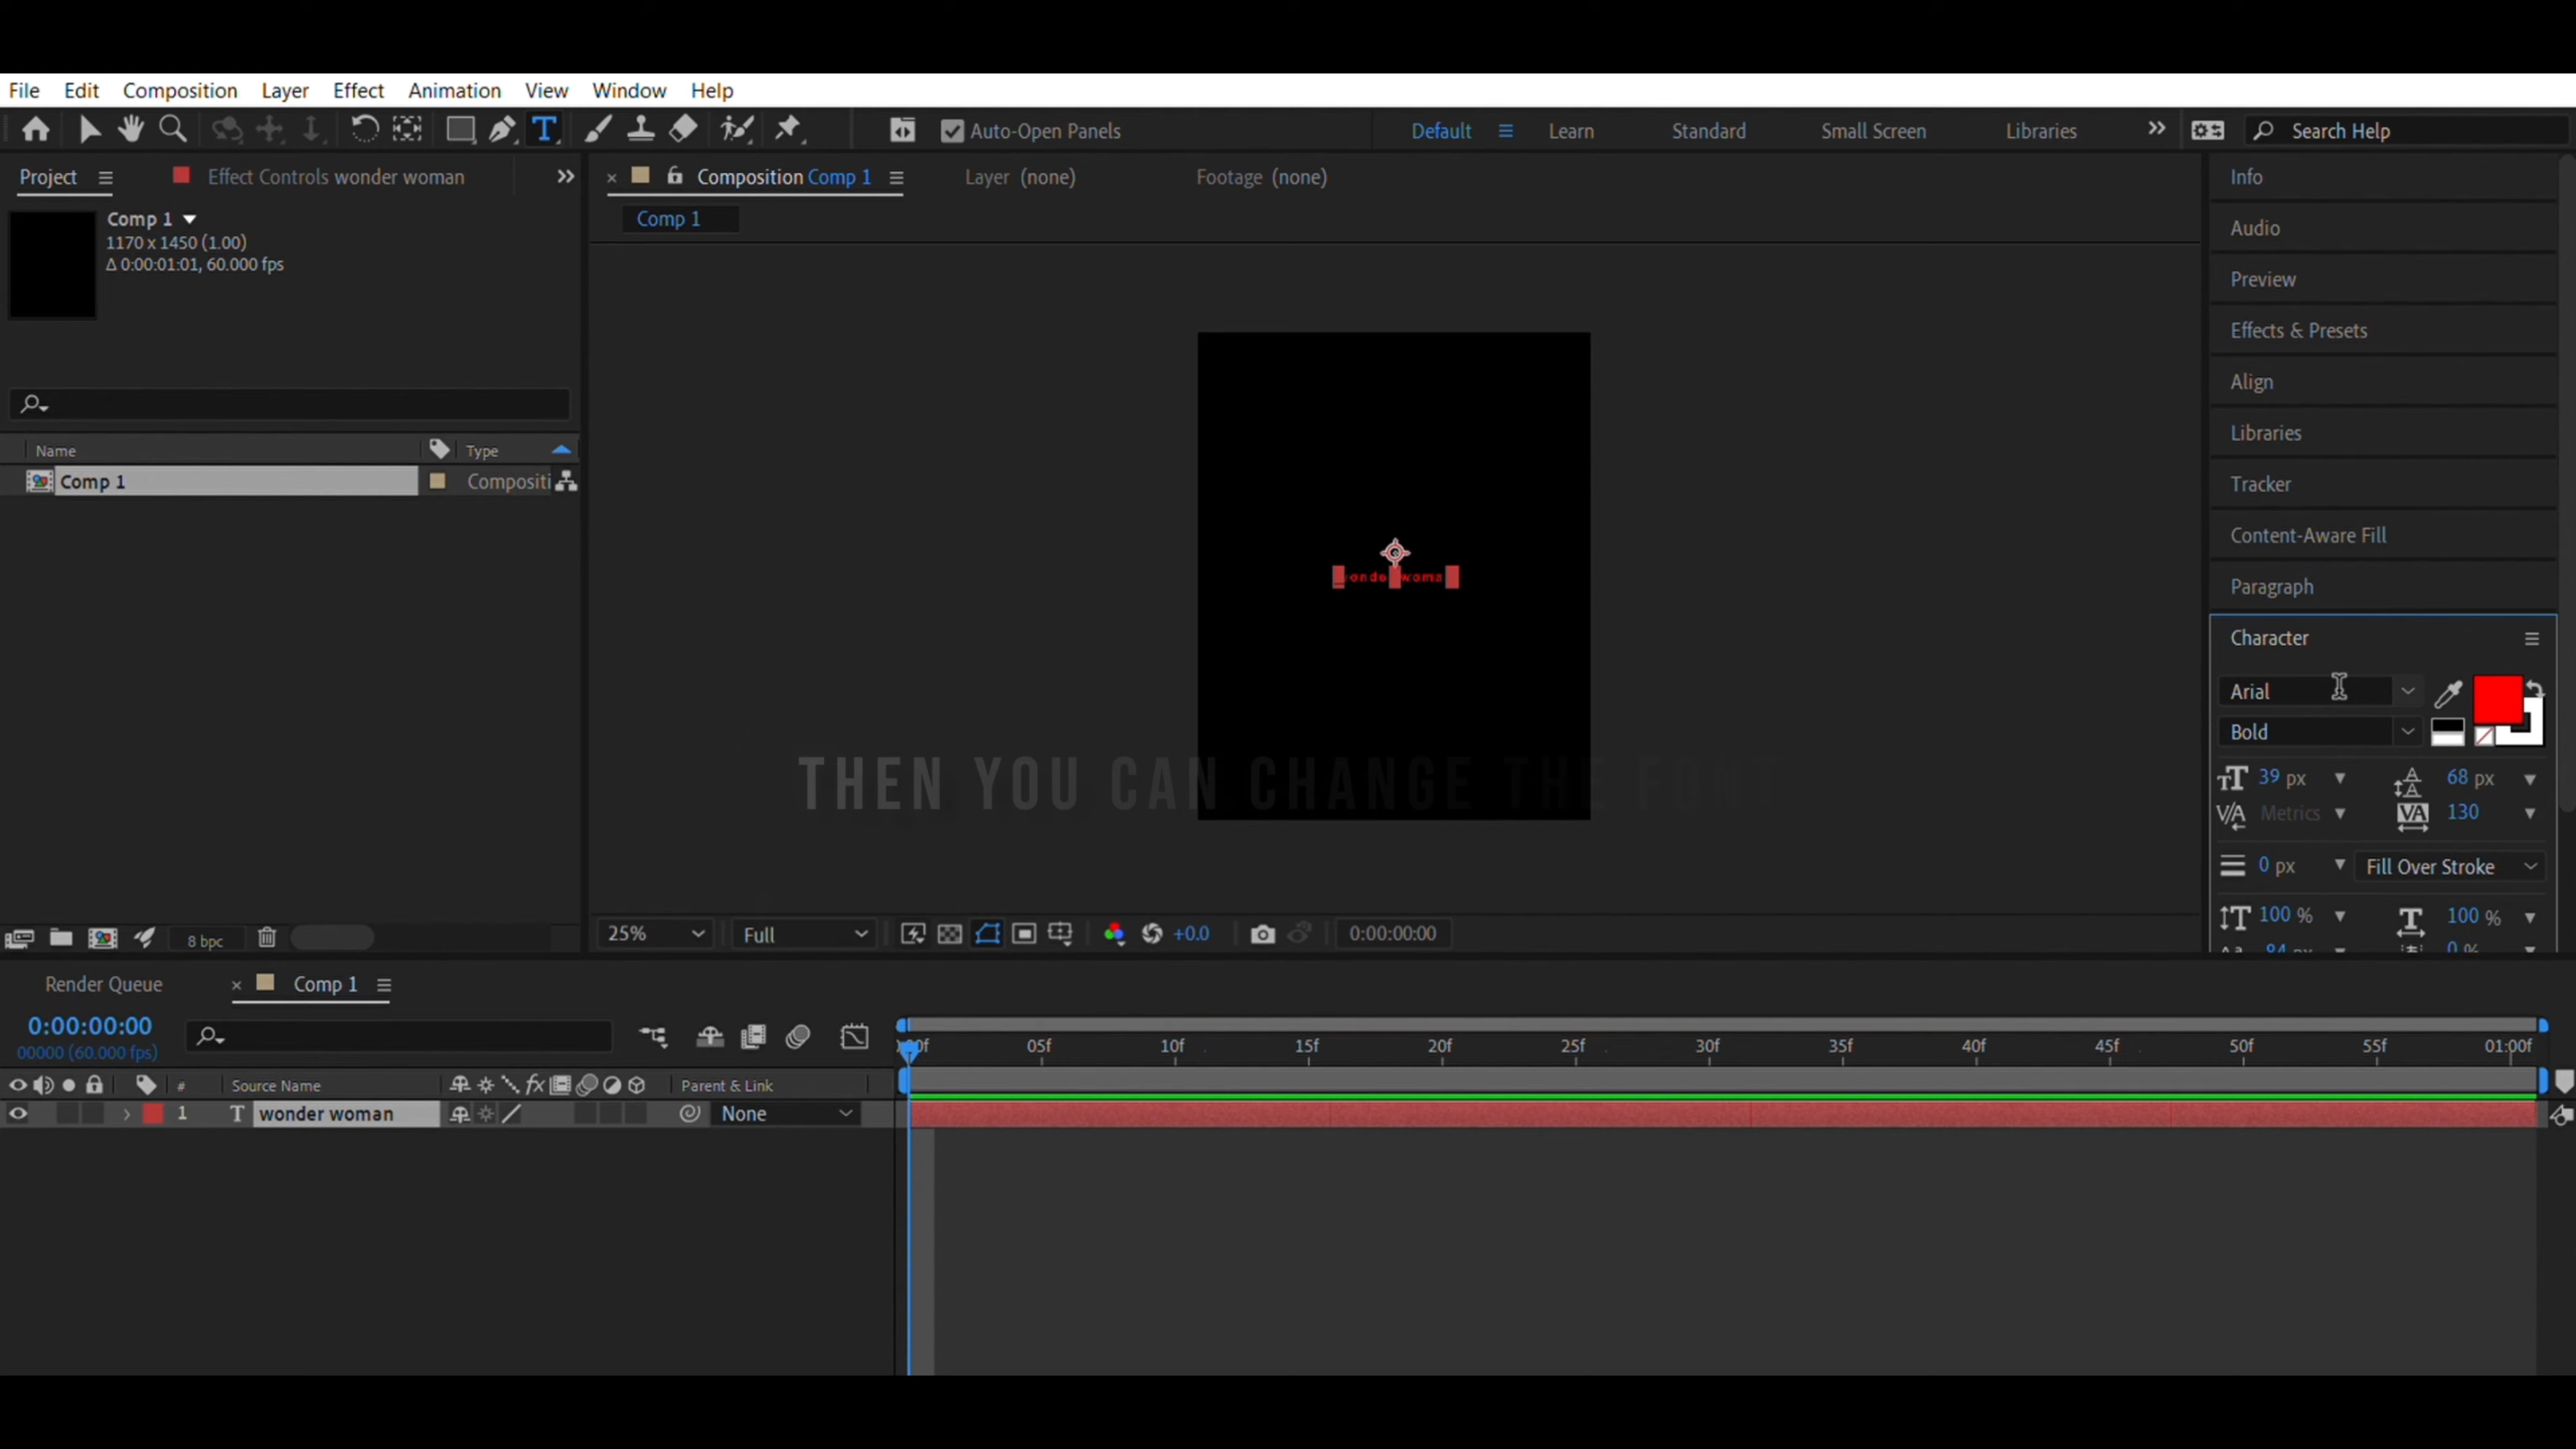 File Edit Composition Layer Effect Animation View Window Help
Auto-Open Panels Default Learn Standard Small Screen Libraries Search Help
Project Effect Controls wonder woman
Comp 1
1170 x 1450 (1.00)
Δ 0:00:01:01, 60.000 fps
Name Type
Comp 1 Compositi
8 bpc
Composition Comp 1 Layer (none) Footage (none)
Comp 1
THEN YOU CAN CHANGE THE FON
25% Full +0.0 0:00:00:00
Info
Audio
Preview
Effects & Presets
Align
Libraries
Tracker
Content-Aware Fill
Paragraph
Character
Arial
Bold
39 px 68 px
Metrics 130
0 px Fill Over Stroke
100 % 100 %
84 px 0 %
Render Queue Comp 1
0:00:00:00
00000 (60.000 fps)
05f 10f 15f 20f 25f 30f 35f 40f 45f 50f 55f 01:00f
# Source Name Parent & Link
1 wonder woman None